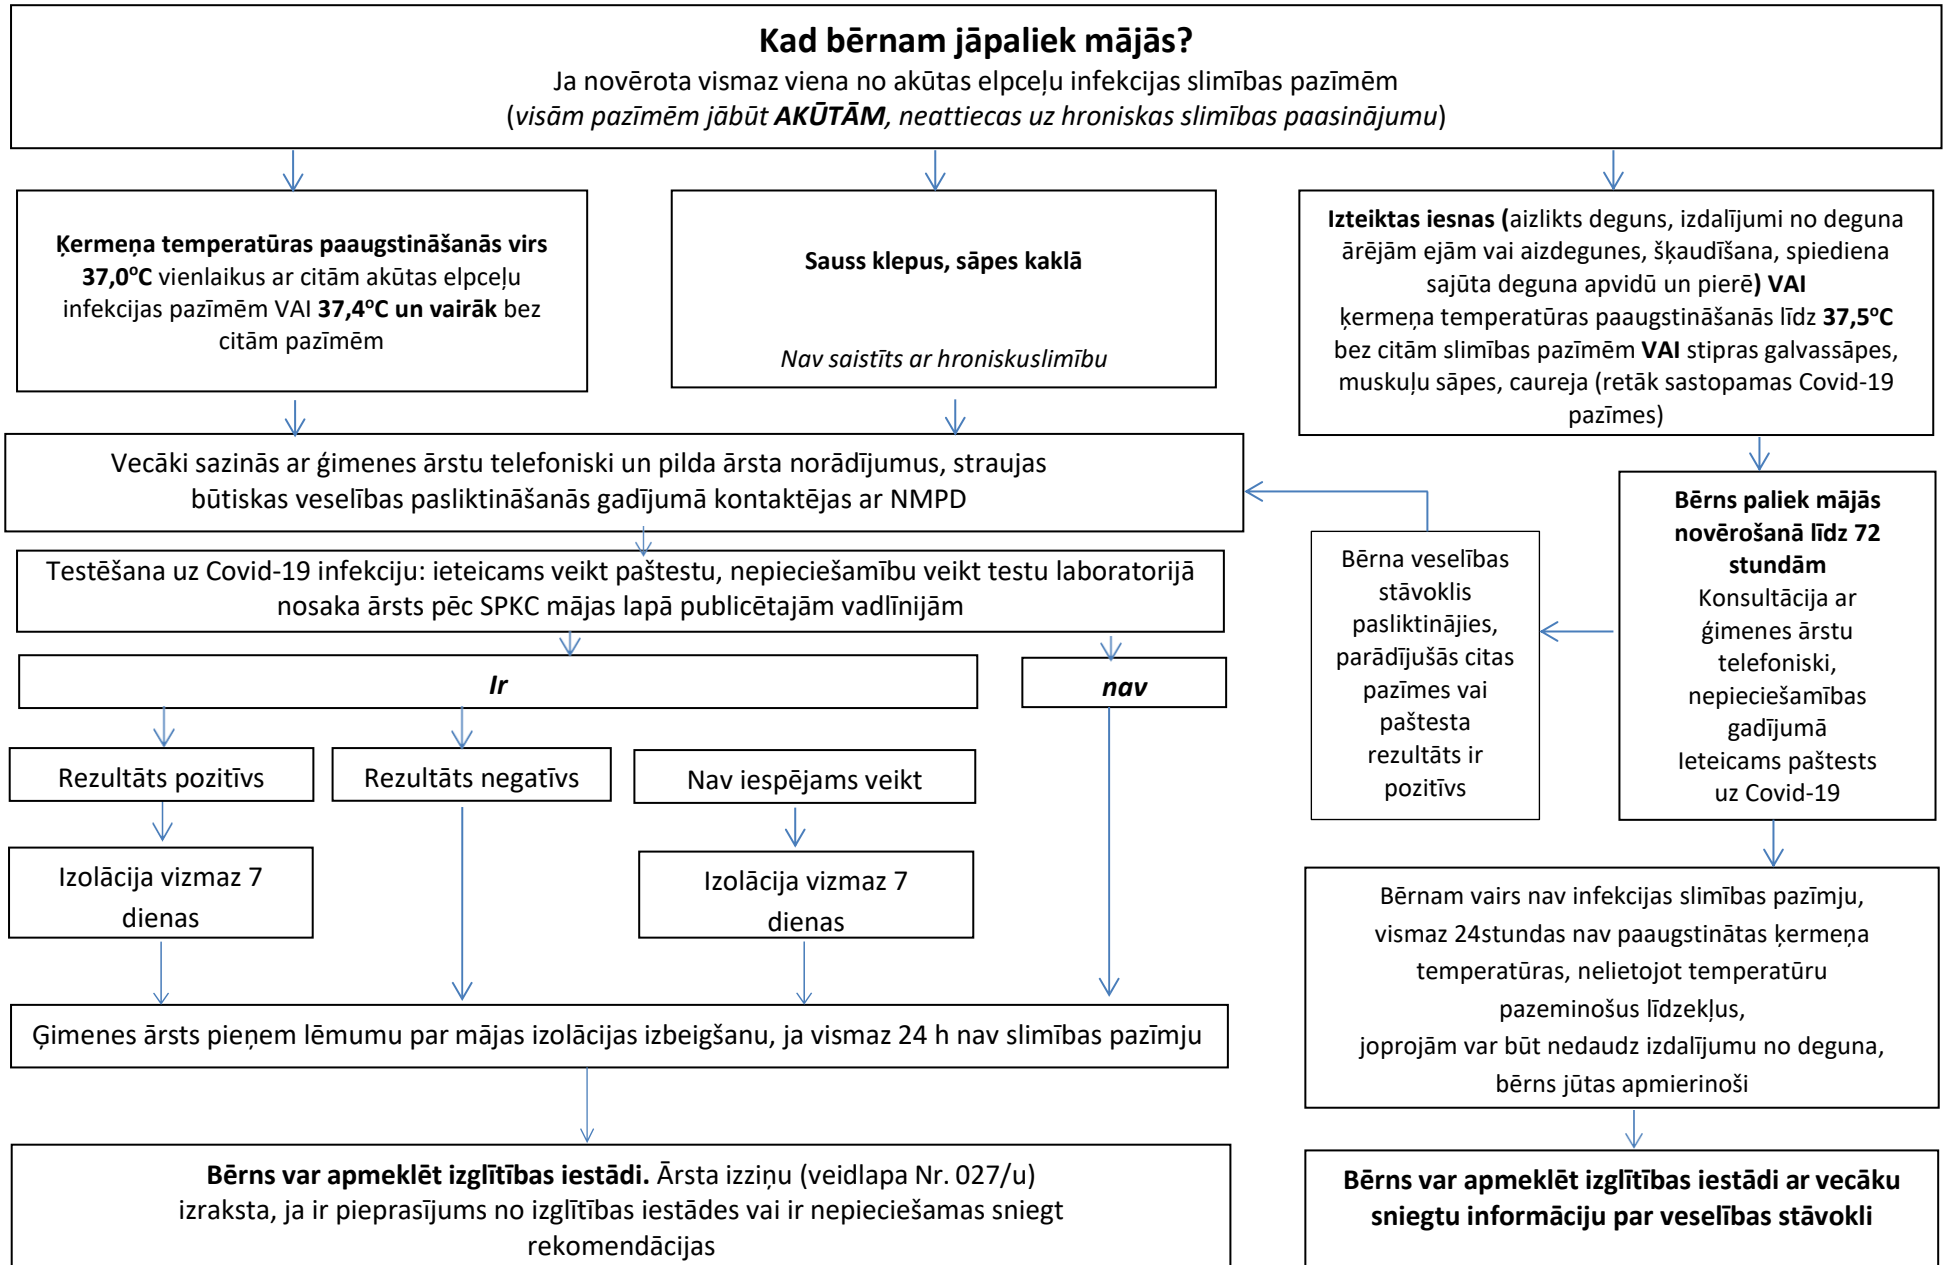 Kad bērnam jāpaliek mājās?
Ja novērota vismaz viena no akūtas elpceļu infekcijas slimības pazīmēm
(visām pazīmēm jābūt AKŪTĀM, neattiecas uz hroniskas slimības paasinājumu)
Ķermeņa temperatūras paaugstināšanās virs
37,0°C vienlaikus ar citām akūtas elpceļu
infekcijas pazīmēm VAI 37,4°C un vairāk bez
citām pazīmēm
Sauss klepus, sāpes kaklā
Nav saistīts ar hroniskuslimību
Izteiktas iesnas (aizlikts deguns, izdalījumi no deguna
ārējām ejām vai aizdegunes, šķaudīšana, spiediena
sajūta deguna apvidū un pierē) VAI
ķermeņa temperatūras paaugstināšanās līdz 37,5°C
bez citām slimības pazīmēm VAI stipras galvassāpes,
muskuļu sāpes, caureja (retāk sastopamas Covid-19
pazīmes)
Vecāki sazinās ar ģimenes ārstu telefoniski un pilda ārsta norādījumus, straujas
būtiskas veselības pasliktināšanās gadījumā kontaktējas ar NMPD
Testēšana uz Covid-19 infekciju: ieteicams veikt paštestu, nepieciešamību veikt testu laboratorijā
nosaka ārsts pēc SPKC mājas lapā publicētajām vadlīnijām
Bērna veselības
stāvoklis
pasliktinājies,
parādījušās citas
pazīmes vai
paštesta
rezultāts ir
pozitīvs
Bērns paliek mājās
novērošanā līdz 72
stundām
Konsultācija ar
ģimenes ārstu
telefoniski,
nepieciešamības
gadījumā
Ieteicams paštests
uz Covid-19
Ir
nav
Rezultāts pozitīvs
Rezultāts negatīvs
Nav iespējams veikt
Izolācija vizmaz 7
dienas
Izolācija vizmaz 7
dienas
Bērnam vairs nav infekcijas slimības pazīmju,
vismaz 24stundas nav paaugstinātas ķermeņa
temperatūras, nelietojot temperatūru
pazeminošus līdzekļus,
joprojām var būt nedaudz izdalījumu no deguna,
bērns jūtas apmierinoši
Ģimenes ārsts pieņem lēmumu par mājas izolācijas izbeigšanu, ja vismaz 24 h nav slimības pazīmju
Bērns var apmeklēt izglītības iestādi. Ārsta izziņu (veidlapa Nr. 027/u)
izraksta, ja ir pieprasījums no izglītības iestādes vai ir nepieciešamas sniegt
rekomendācijas
Bērns var apmeklēt izglītības iestādi ar vecāku
sniegtu informāciju par veselības stāvokli